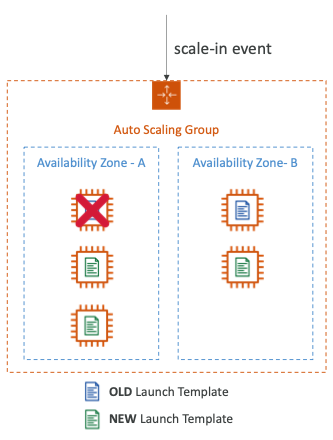 scale-in event
Auto Scaling Group
Availability Zone - A
Availability Zone- B
OLD Launch Template
NEW Launch Template